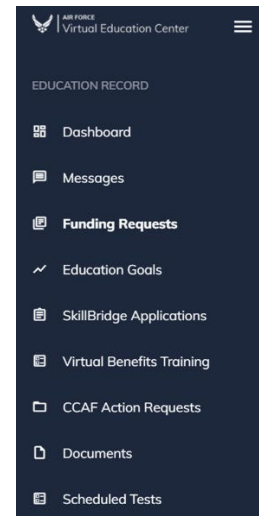 AIR FORCE
Virtual Education Center
EDUCATION RECORD
Dashboard
Messages
Funding Requests
Education Goals
SkillBridge Applications
Virtual Benefits Training
CCAF Action Requests
Documents
Scheduled Tests